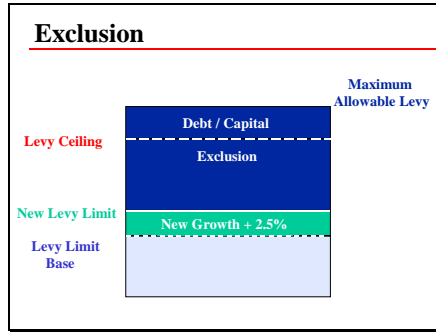 Exclusion
Maximum
Allowable Levy
Debt / Capital
Levy Ceiling
Exclusion
New Levy Limit
New Growth + 2.5%
Levy Limit
Base